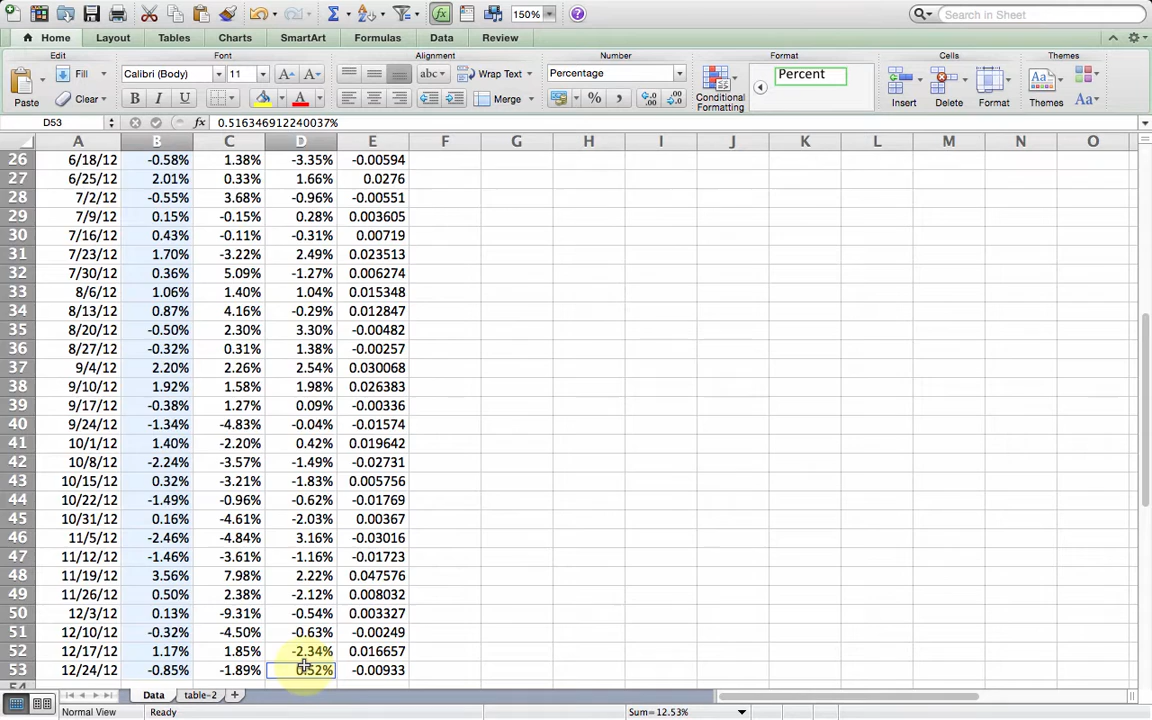 150%
Search in Sheet
Home Layout Tables Charts SmartArt Formulas Data Review
Edit Font Alignment Number Format Cells Themes
Paste Fill Calibri (Body) 11 abc Wrap Text Percentage Conditional Formatting Percent Insert Delete Format Themes Aa
Clear B I U A Merge % Aa
D53 fx 0.516346912240037%
A B C D E F G H I J K L M N O
26 6/18/12 -0.58% 1.38% -3.35% -0.00594
27 6/25/12 2.01% 0.33% 1.66% 0.0276
28 7/2/12 -0.55% 3.68% -0.96% -0.00551
29 7/9/12 0.15% -0.15% 0.28% 0.003605
30 7/16/12 0.43% -0.11% -0.31% 0.00719
31 7/23/12 1.70% -3.22% 2.49% 0.023513
32 7/30/12 0.36% 5.09% -1.27% 0.006274
33 8/6/12 1.06% 1.40% 1.04% 0.015348
34 8/13/12 0.87% 4.16% -0.29% 0.012847
35 8/20/12 -0.50% 2.30% 3.30% -0.00482
36 8/27/12 -0.32% 0.31% 1.38% -0.00257
37 9/4/12 2.20% 2.26% 2.54% 0.030068
38 9/10/12 1.92% 1.58% 1.98% 0.026383
39 9/17/12 -0.38% 1.27% 0.09% -0.00336
40 9/24/12 -1.34% -4.83% -0.04% -0.01574
41 10/1/12 1.40% -2.20% 0.42% 0.019642
42 10/8/12 -2.24% -3.57% -1.49% -0.02731
43 10/15/12 0.32% -3.21% -1.83% 0.005756
44 10/22/12 -1.49% -0.96% -0.62% -0.01769
45 10/31/12 0.16% -4.61% -2.03% 0.00367
46 11/5/12 -2.46% -4.84% 3.16% -0.03016
47 11/12/12 -1.46% -3.61% -1.16% -0.01723
48 11/19/12 3.56% 7.98% 2.22% 0.047576
49 11/26/12 0.50% 2.38% -2.12% 0.008032
50 12/3/12 0.13% -9.31% -0.54% 0.003327
51 12/10/12 -0.32% -4.50% -0.63% -0.00249
52 12/17/12 1.17% 1.85% -2.34% 0.016657
53 12/24/12 -0.85% -1.89% 0.52% -0.00933
54
Data table-2
Normal View Ready Sum=12.53%